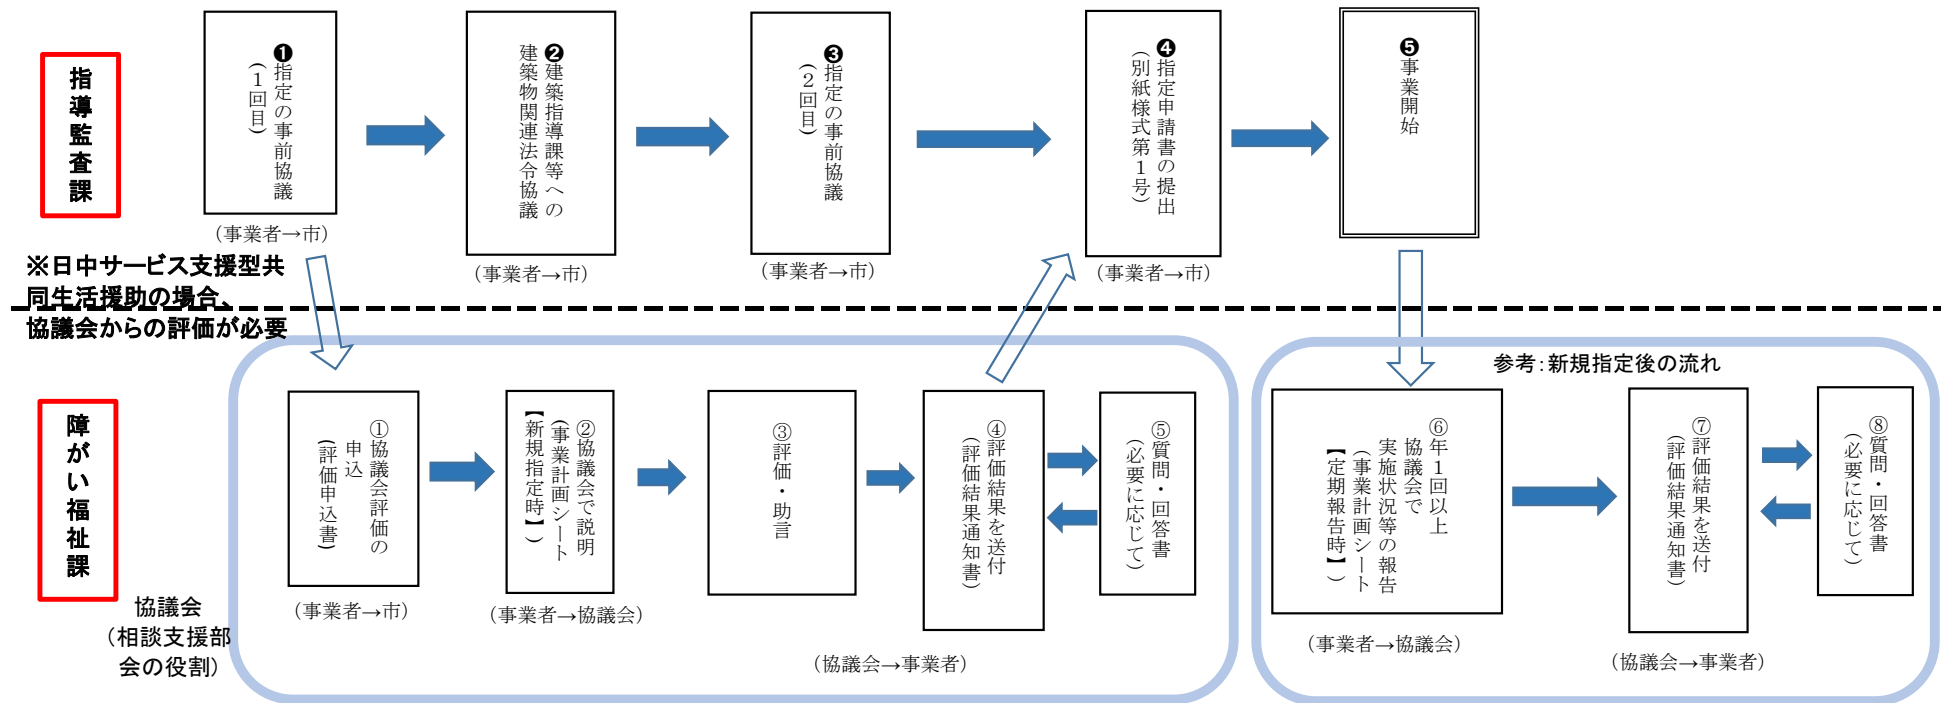 指導監査課
❶指定の事前協議
（１回目）
（事業者→市）
❷建築指導課等への
建築物関連法令協議
（事業者→市）
❸指定の事前協議
（２回目）
（事業者→市）
❹指定申請書の提出
（別紙様式第１号）
（事業者→市）
❺事業開始
※日中サービス支援型共
同生活援助の場合、
協議会からの評価が必要
障がい福祉課
協議会
（相談支援部
会の役割）
①協議会評価の
申込
（評価申込書）
（事業者→市）
②協議会で説明
（事業計画シート
【新規指定時】）
（事業者→協議会）
③評価・助言
④評価結果を送付
（評価結果通知書）
⑤質問・回答書
（必要に応じて）
（協議会→事業者）
参考：新規指定後の流れ
⑥年１回以上
協議会で
実施状況等の報告
（事業計画シート
【定期報告時】）
（事業者→協議会）
⑦評価結果を送付
（評価結果通知書）
⑧質問・回答書
（必要に応じて）
（協議会→事業者）